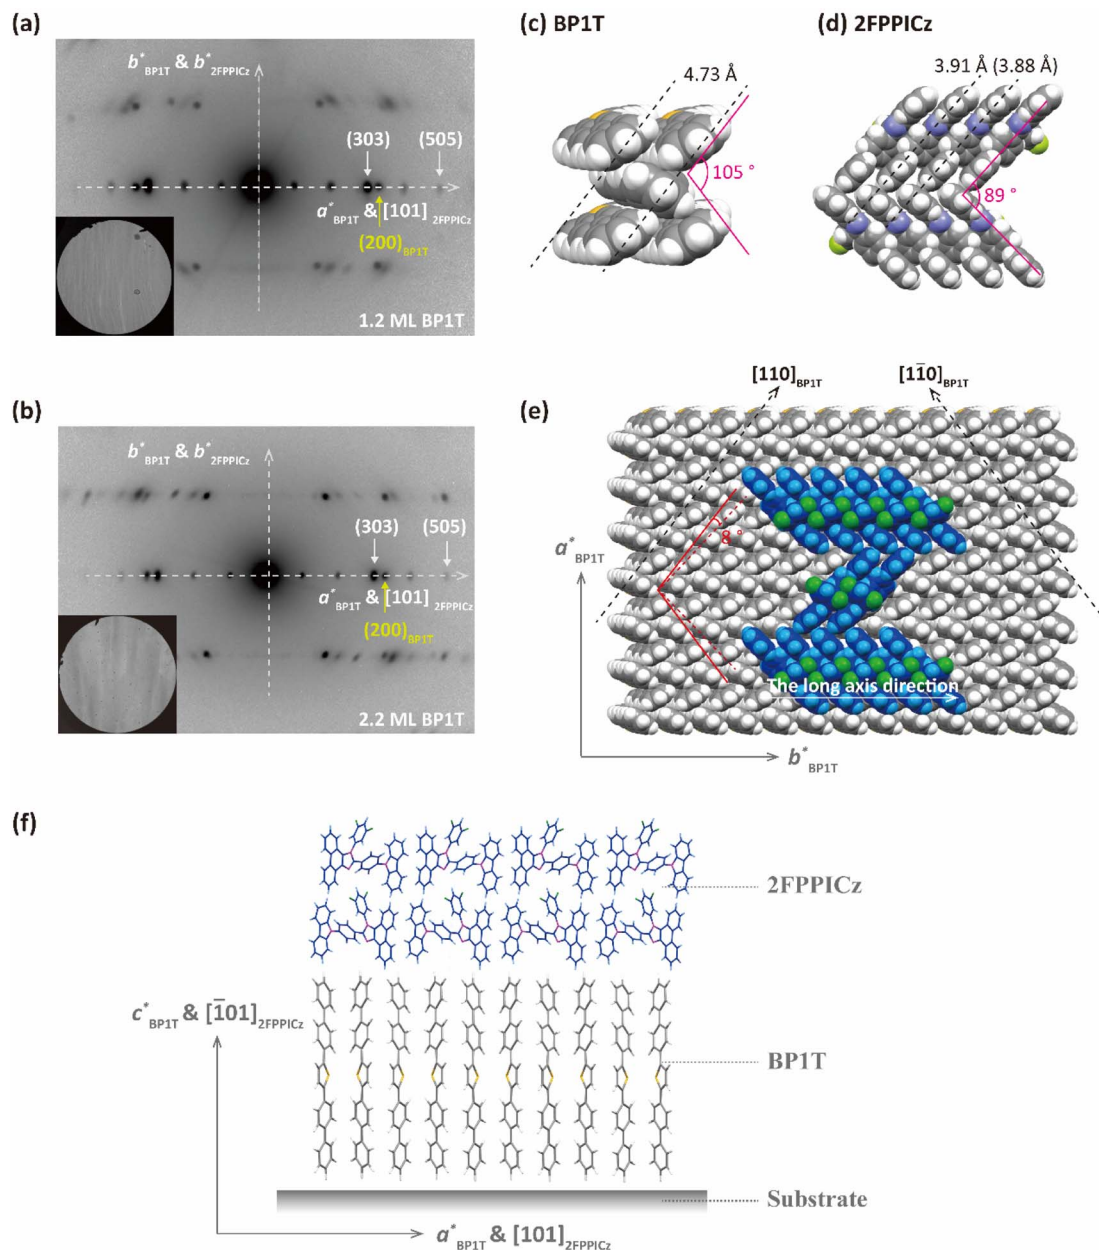 (a)
b*BP1T & b*2FPPICz
(303)
(505)
a*BP1T & [101]2FPPICz
(200)BP1T
1.2 ML BP1T
(c) BP1T
4.73 Å
105 °
(d) 2FPPICz
3.91 Å (3.88 Å)
89 °
(b)
b*BP1T & b*2FPPICz
(303)
(505)
a*BP1T & [101]2FPPICz
(200)BP1T
2.2 ML BP1T
(e)
[110]BP1T
[11̄0]BP1T
8 °
a*BP1T
The long axis direction
b*BP1T
(f)
2FPPICz
c*BP1T & [1̄01]2FPPICz
BP1T
Substrate
a*BP1T & [101]2FPPICz